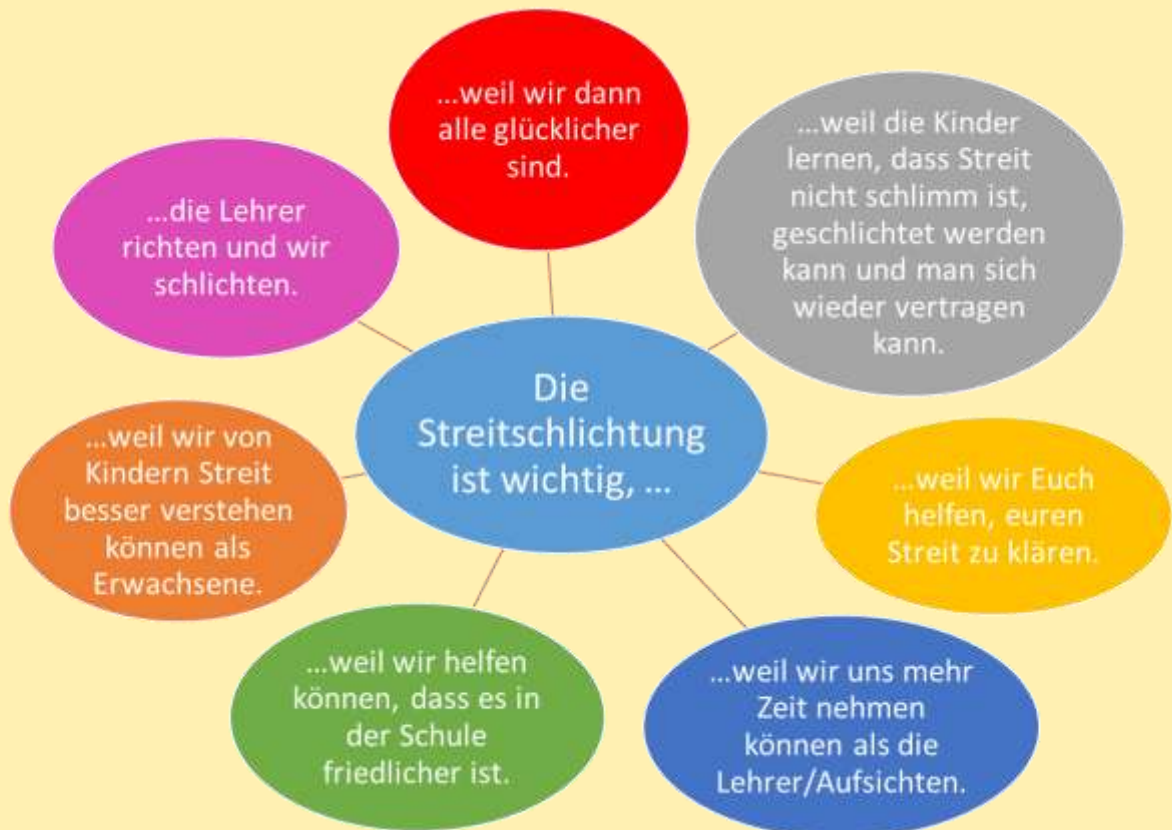 Die
Streitschlichtung
ist wichtig, ...
...weil wir dann
alle glücklicher
sind.
...weil die Kinder
lernen, dass Streit
nicht schlimm ist,
geschlichtet werden
kann und man sich
wieder vertragen
kann.
...weil wir Euch
helfen, euren
Streit zu klären.
...weil wir uns mehr
Zeit nehmen
können als die
Lehrer/Aufsichten.
...weil wir helfen
können, dass es in
der Schule
friedlicher ist.
...weil wir von
Kindern Streit
besser verstehen
können als
Erwachsene.
...die Lehrer
richten und wir
schlichten.